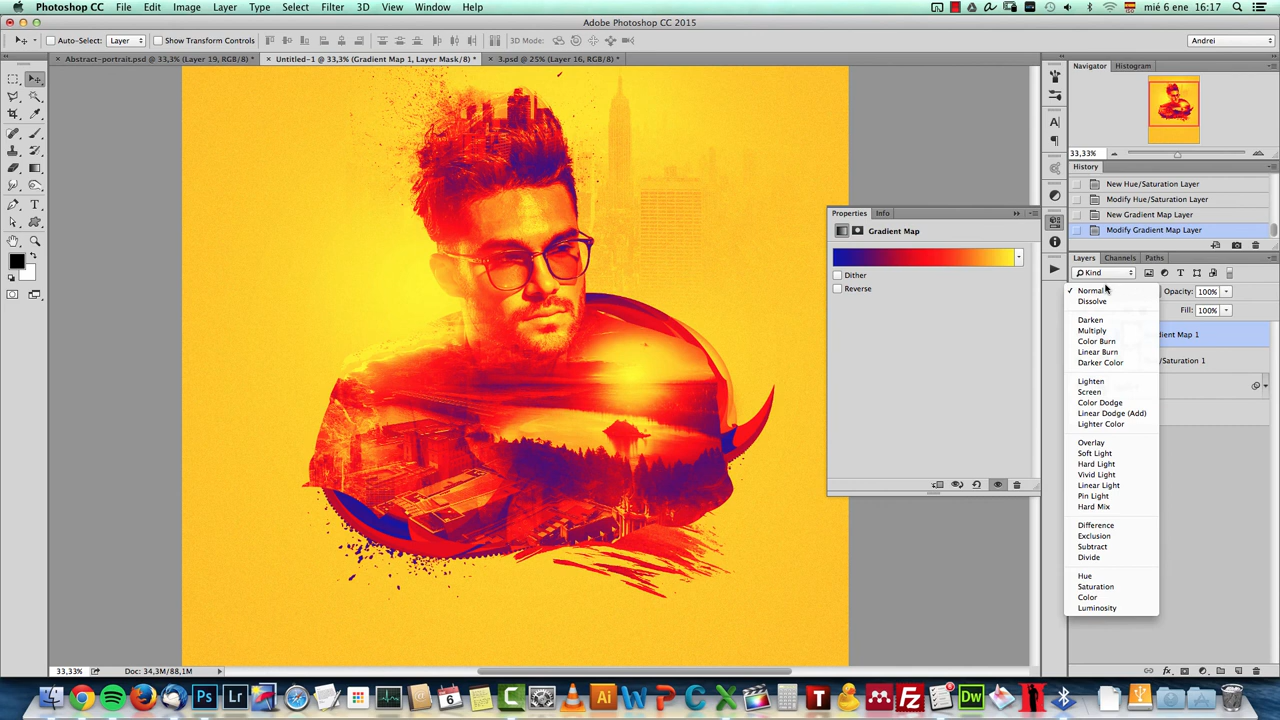 Photoshop CC File Edit Image Layer Type Select Filter 3D View Window Help mié 6 ene 16:17
Adobe Photoshop CC 2015
Auto-Select: Layer Show Transform Controls 3D Mode: Andrei
× Abstract-portrait.psd @ 33,3% (Layer 19, RGB/8) * × Untitled-1 @ 33,3% (Gradient Map 1, Layer Mask/8) * × 3.psd @ 25% (Layer 16, RGB/8) *
Navigator Histogram
33,33%
History
New Hue/Saturation Layer
Modify Hue/Saturation Layer
New Gradient Map Layer
Modify Gradient Map Layer
Properties Info
Gradient Map
Dither
Reverse
Layers Channels Paths
Kind
Opacity: 100%
Fill: 100%
Gradient Map 1
/Saturation 1
✓ Normal
Dissolve
Darken
Multiply
Color Burn
Linear Burn
Darker Color
Lighten
Screen
Color Dodge
Linear Dodge (Add)
Lighter Color
Overlay
Soft Light
Hard Light
Vivid Light
Linear Light
Pin Light
Hard Mix
Difference
Exclusion
Subtract
Divide
Hue
Saturation
Color
Luminosity
33,33% Doc: 34,3M/88,1M
Ps Lr 6 Ai W P C X T Fz Dw